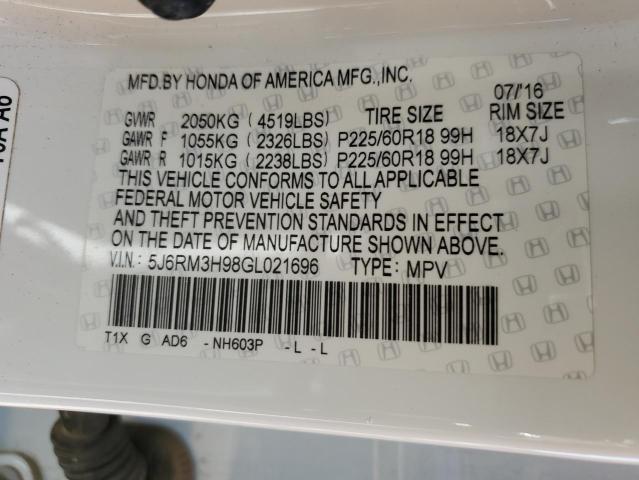 MFD.BY HONDA OF AMERICA MFG.,INC.
07/'16
GVWR 2050KG ( 4519LBS) TIRE SIZE RIM SIZE
GAWR F 1055KG ( 2326LBS) P225/60R18 99H 18X7J
GAWR R 1015KG ( 2238LBS) P225/60R18 99H 18X7J
THIS VEHICLE CONFORMS TO ALL APPLICABLE
FEDERAL MOTOR VEHICLE SAFETY
AND THEFT PREVENTION STANDARDS IN EFFECT
ON THE DATE OF MANUFACTURE SHOWN ABOVE.
V.I.N.: 5J6RM3H98GL021696 TYPE: MPV
T1X G AD6 -NH603P -L -L